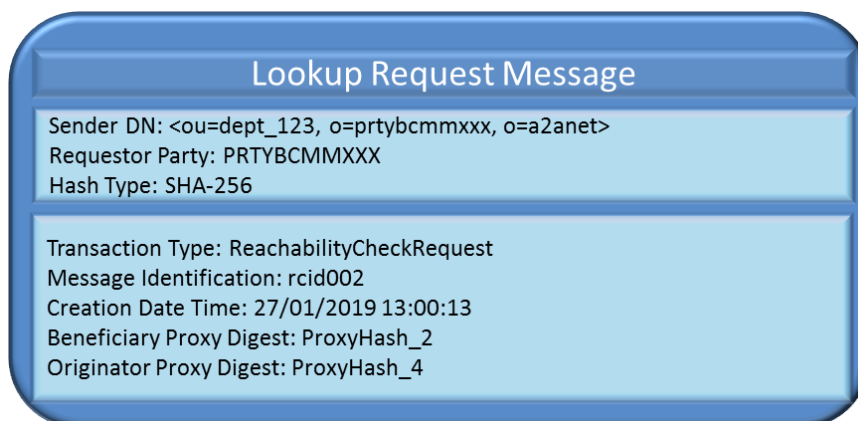 Lookup Request Message
Sender DN: <ou=dept_123, o=prtybcmmxxx, o=a2anet>
Requestor Party: PRTYBCMMXXX
Hash Type: SHA-256
Transaction Type: ReachabilityCheckRequest
Message Identification: rcid002
Creation Date Time: 27/01/2019 13:00:13
Beneficiary Proxy Digest: ProxyHash_2
Originator Proxy Digest: ProxyHash_4